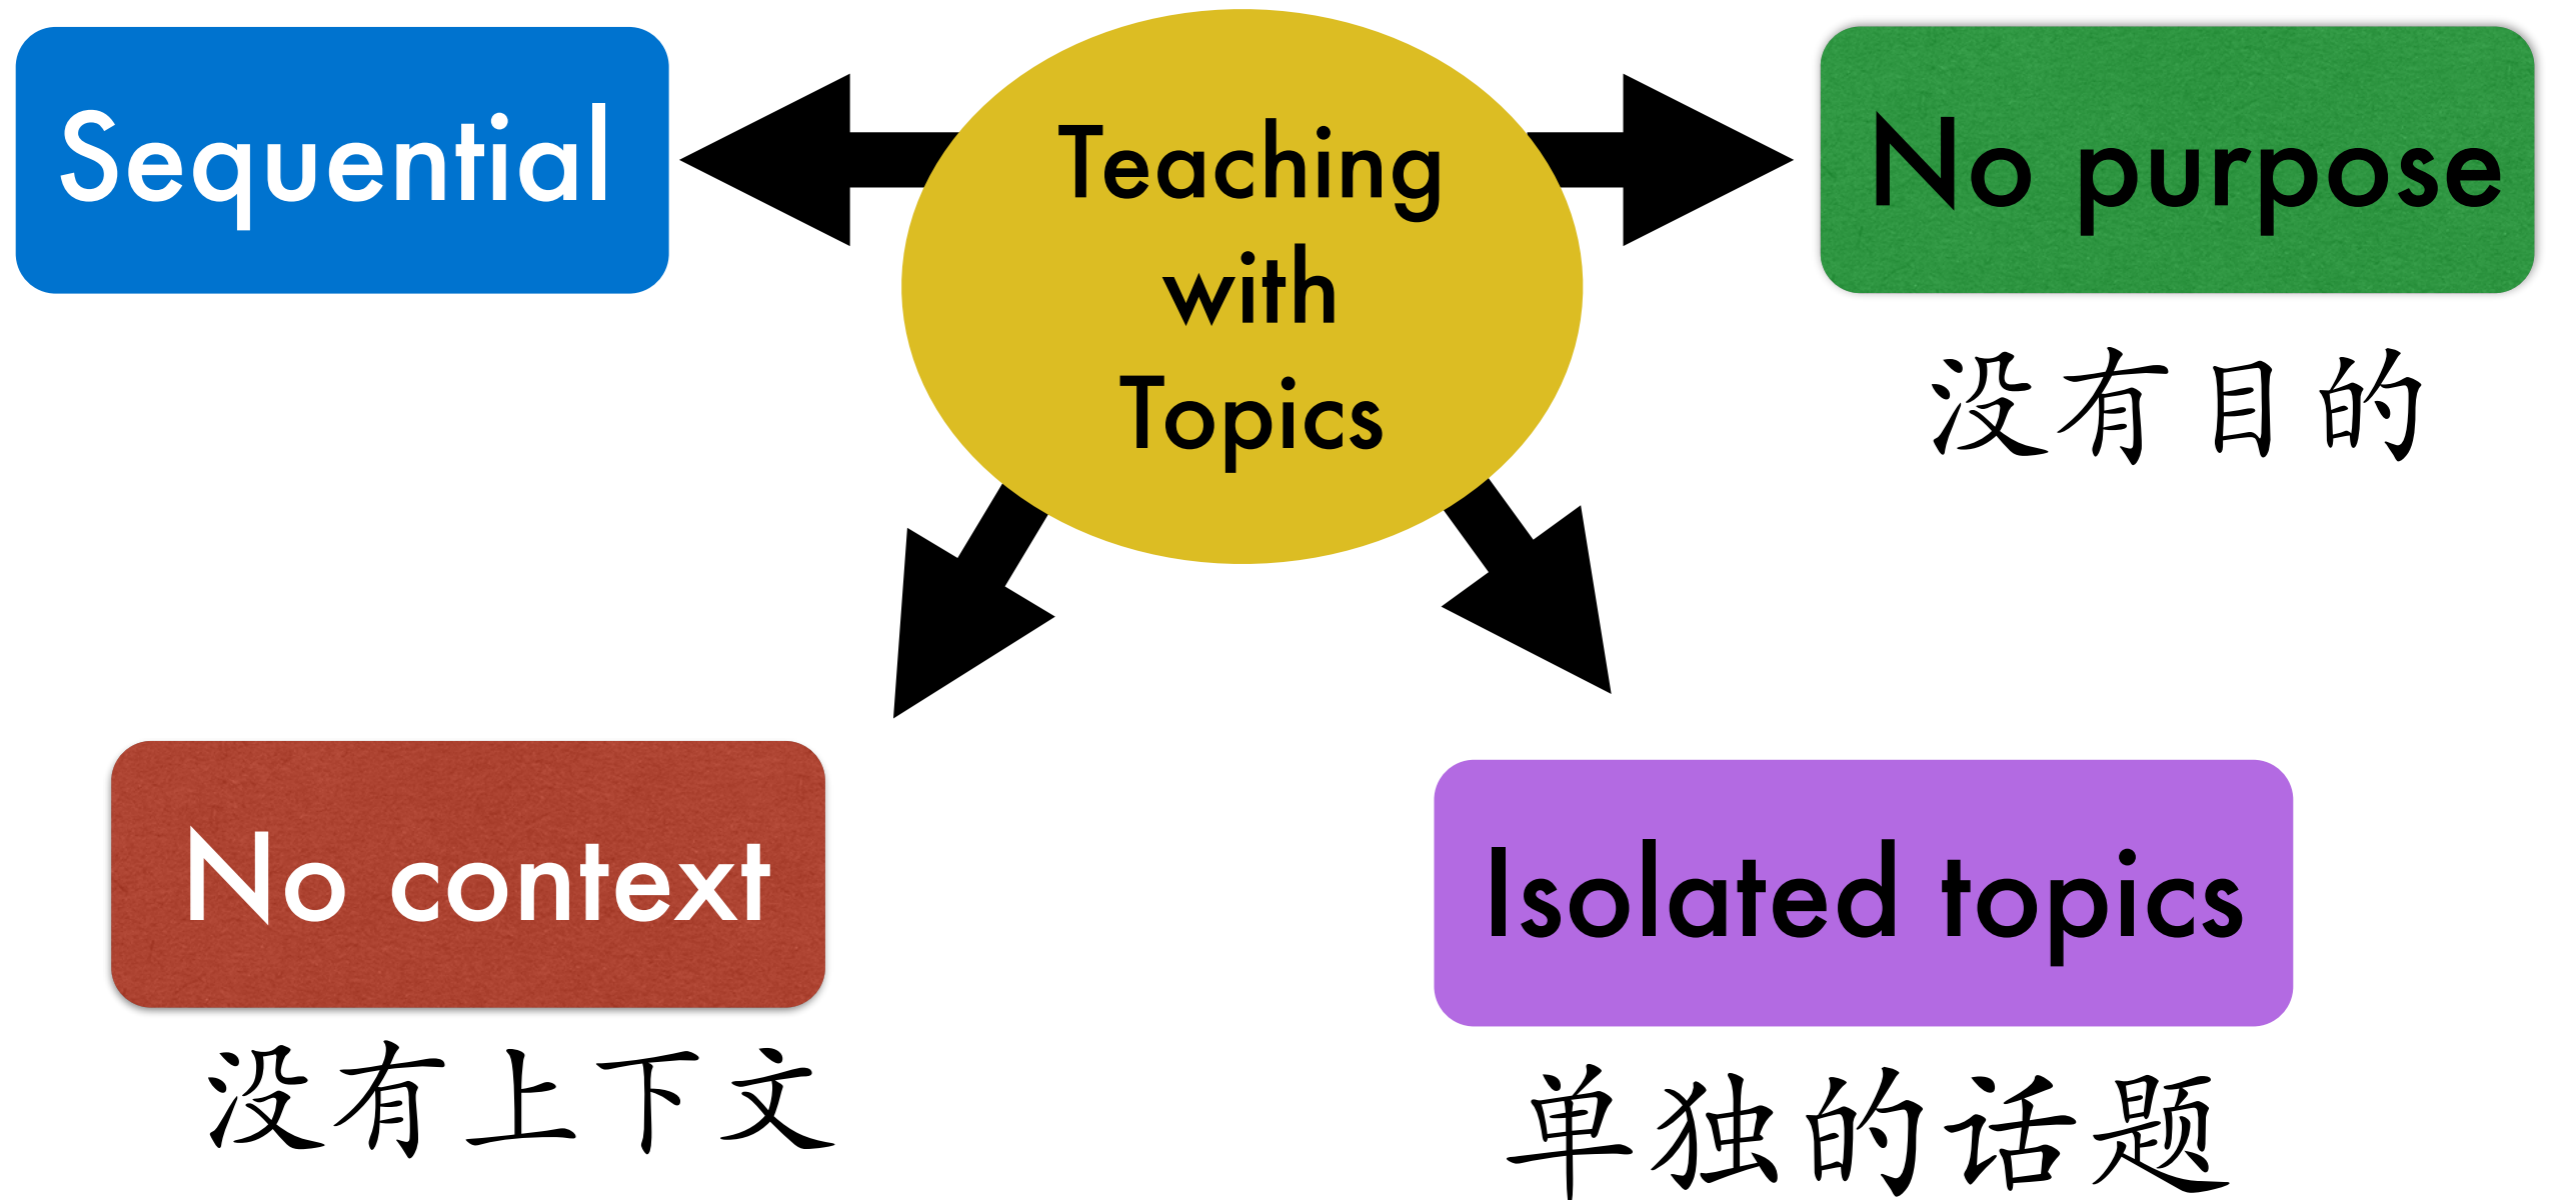 Sequential
Teaching
with
Topics
No purpose
没有目的
No context
没有上下文
Isolated topics
单独的话题